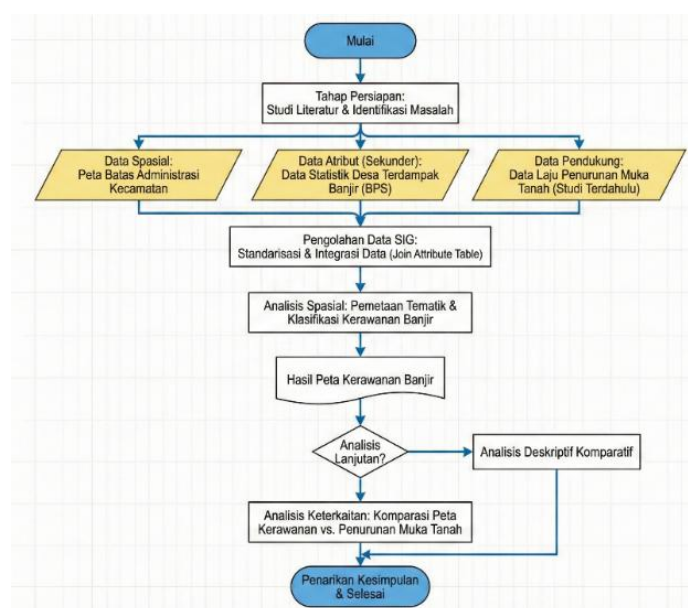 Mulai
Tahap Persiapan:
Studi Literatur & Identifikasi Masalah
Data Spasial:
Peta Batas Administrasi
Kecamatan
Data Atribut (Sekunder):
Data Statistik Desa Terdampak
Banjir (BPS)
Data Pendukung:
Data Laju Penurunan Muka
Tanah (Studi Terdahulu)
Pengolahan Data SIG:
Standarisasi & Integrasi Data (Join Attribute Table)
Analisis Spasial: Pemetaan Tematik &
Klasifikasi Kerawanan Banjir
Hasil Peta Kerawanan Banjir
Analisis
Lanjutan?
Analisis Deskriptif Komparatif
Analisis Keterkaitan: Komparasi Peta
Kerawanan vs. Penurunan Muka Tanah
Penarikan Kesimpulan
& Selesai